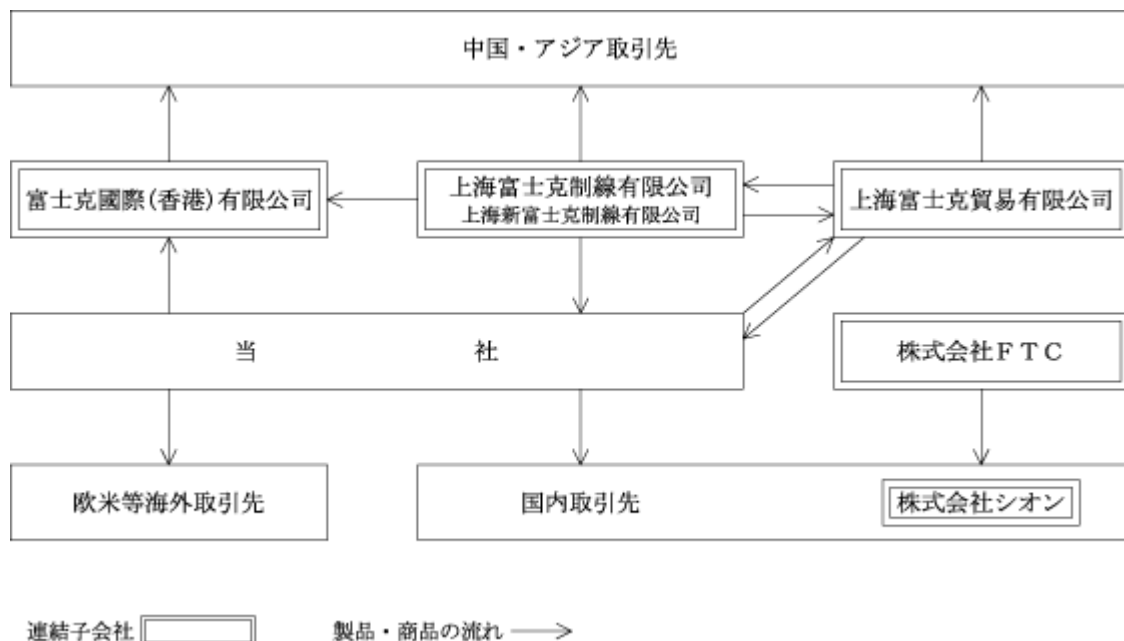 中国・アジア取引先
富士克國際(香港)有限公司
上海富士克制線有限公司
上海新富士克制線有限公司
上海富士克貿易有限公司
当　　　社
株式会社ＦＴＣ
欧米等海外取引先
国内取引先
株式会社シオン
連結子会社
製品・商品の流れ